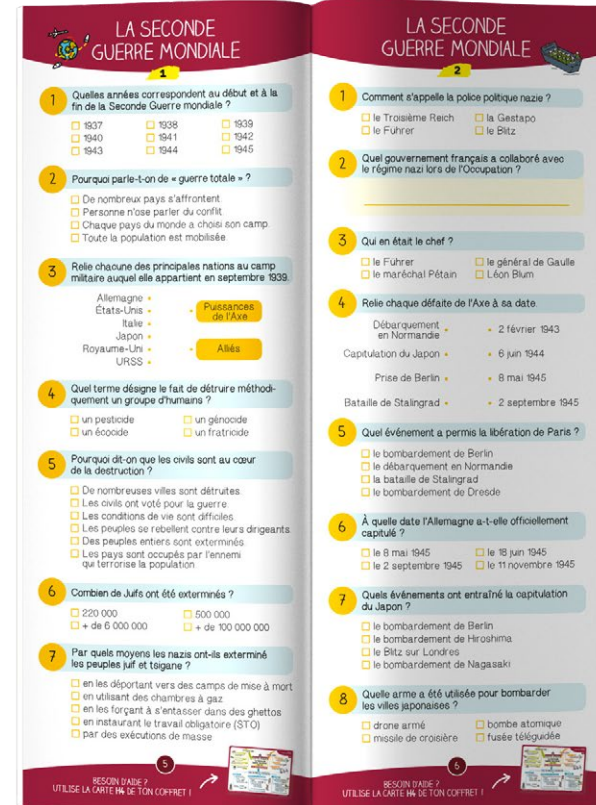 LA SECONDE
GUERRE MONDIALE
1
1
Quelles années correspondent au début et à la
fin de la Seconde Guerre mondiale ?
1937
1938
1939
1940
1941
1942
1943
1944
1945
2
Pourquoi parle-t-on de « guerre totale » ?
De nombreux pays s'affrontent.
Personne n'ose parler du conflit.
Chaque pays du monde a choisi son camp.
Toute la population est mobilisée.
3
Relie chacune des principales nations au camp
militaire auquel elle appartient en septembre 1939.
Allemagne
États-Unis
Italie
Japon
Royaume-Uni
URSS
Puissances
de l'Axe
Alliés
4
Quel terme désigne le fait de détruire méthodi-
quement un groupe d'humains ?
un pesticide
un génocide
un écocide
un fratricide
5
Pourquoi dit-on que les civils sont au cœur
de la destruction ?
De nombreuses villes sont détruites.
Les civils ont voté pour la guerre.
Les conditions de vie sont difficiles.
Les peuples se rebellent contre leurs dirigeants.
Des peuples entiers sont exterminés.
Les pays sont occupés par l'ennemi
qui terrorise la population.
6
Combien de Juifs ont été exterminés ?
220 000
500 000
+ de 6 000 000
+ de 100 000 000
7
Par quels moyens les nazis ont-ils exterminé
les peuples juif et tsigane ?
en les déportant vers des camps de mise à mort
en utilisant des chambres à gaz
en les forçant à s'entasser dans des ghettos
en instaurant le travail obligatoire (STO)
par des exécutions de masse
5
BESOIN D'AIDE ?
UTILISE LA CARTE H4 DE TON COFFRET !
LA SECONDE
GUERRE MONDIALE
2
1
Comment s'appelle la police politique nazie ?
le Troisième Reich
la Gestapo
le Führer
le Blitz
2
Quel gouvernement français a collaboré avec
le régime nazi lors de l'Occupation ?
3
Qui en était le chef ?
le Führer
le général de Gaulle
le maréchal Pétain
Léon Blum
4
Relie chaque défaite de l'Axe à sa date.
Débarquement
en Normandie
2 février 1943
Capitulation du Japon
6 juin 1944
Prise de Berlin
8 mai 1945
Bataille de Stalingrad
2 septembre 1945
5
Quel événement a permis la libération de Paris ?
le bombardement de Berlin
le débarquement en Normandie
la bataille de Stalingrad
le bombardement de Dresde
6
À quelle date l'Allemagne a-t-elle officiellement
capitulé ?
le 8 mai 1945
le 18 juin 1945
le 2 septembre 1945
le 11 novembre 1945
7
Quels événements ont entraîné la capitulation
du Japon ?
le bombardement de Berlin
le bombardement de Hiroshima
le Blitz sur Londres
le bombardement de Nagasaki
8
Quelle arme a été utilisée pour bombarder
les villes japonaises ?
drone armé
bombe atomique
missile de croisière
fusée téléguidée
6
BESOIN D'AIDE ?
UTILISE LA CARTE H4 DE TON COFFRET !